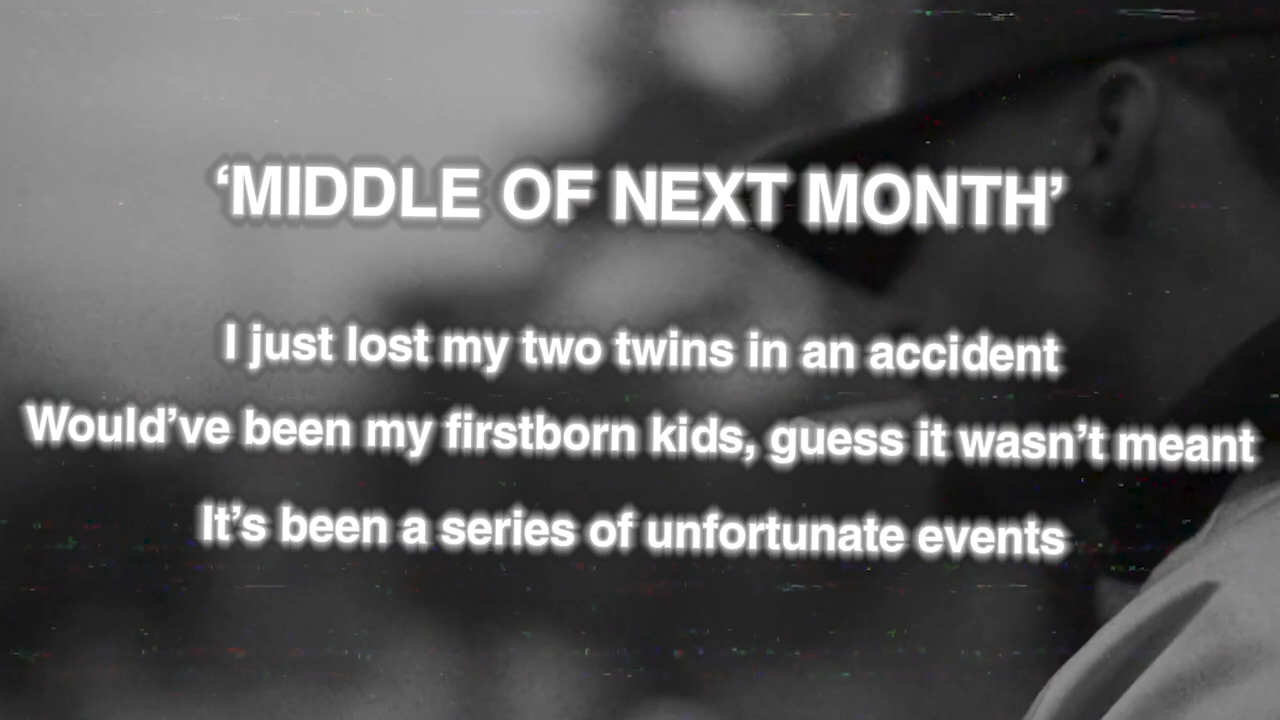 ‘MIDDLE OF NEXT MONTH’
I just lost my two twins in an accident
Would’ve been my firstborn kids, guess it wasn’t meant
It’s been a series of unfortunate events